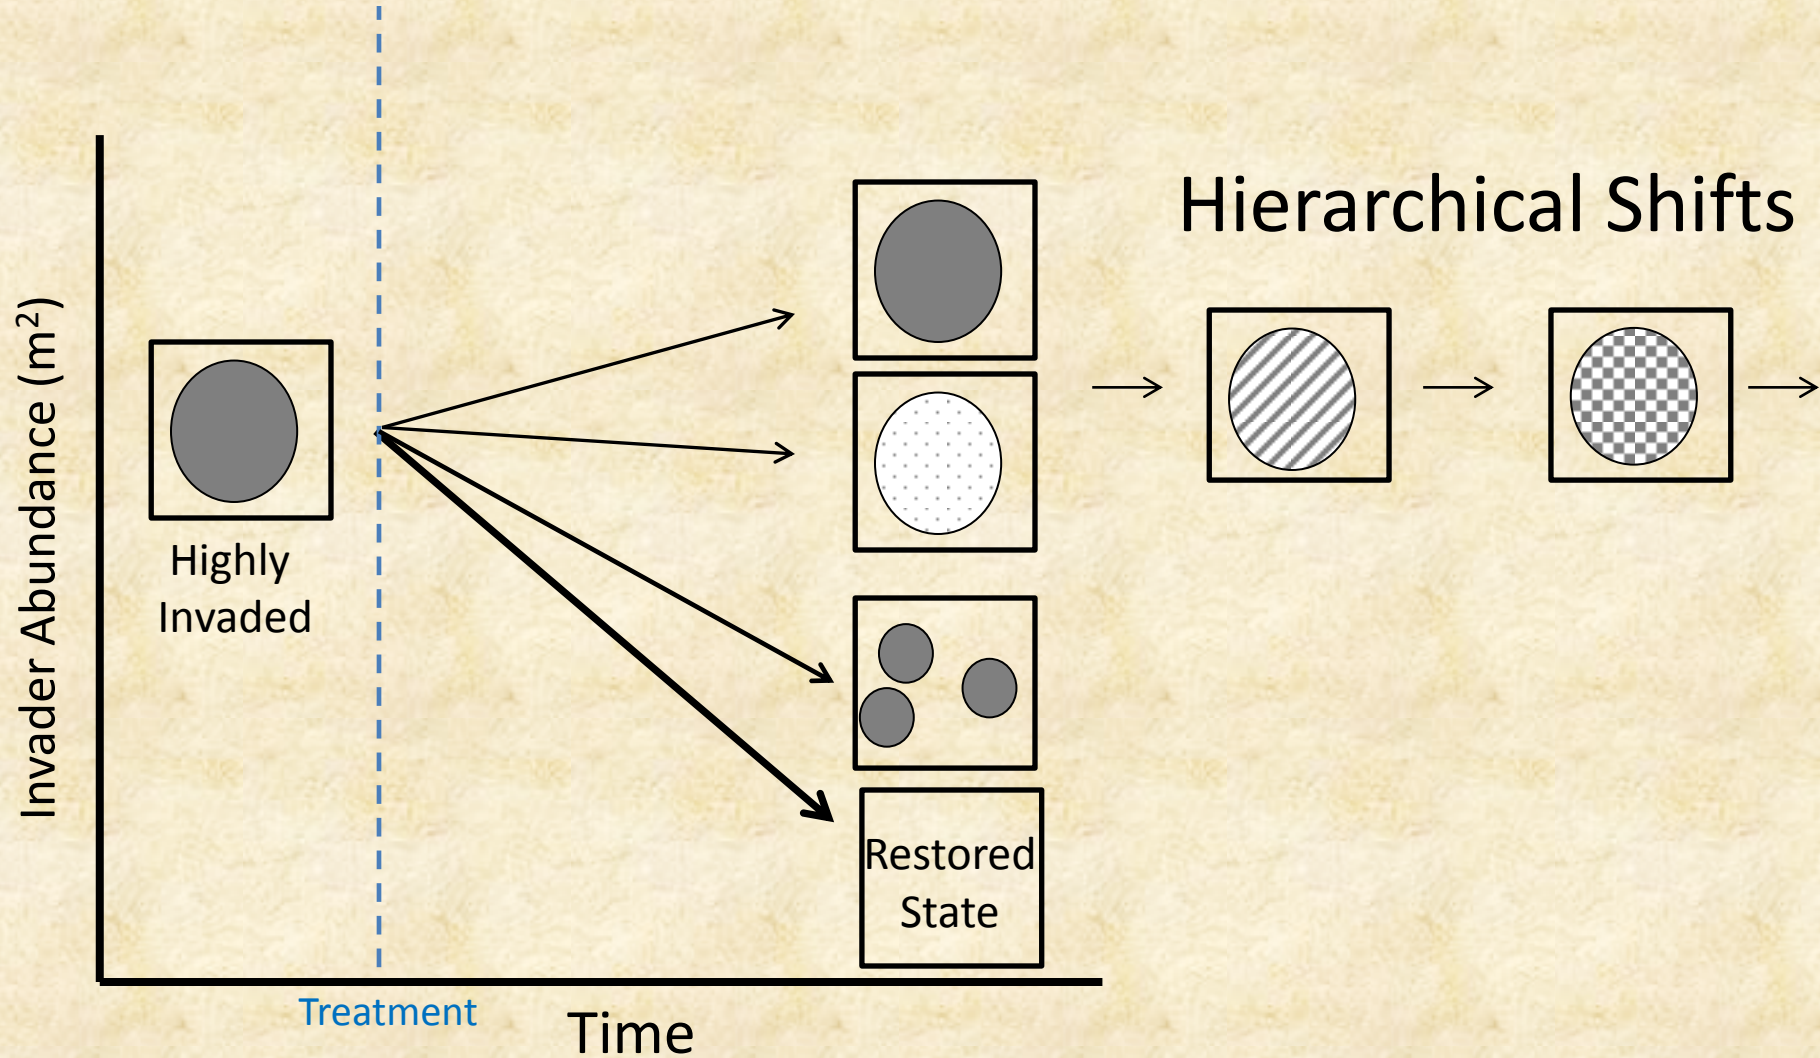 Hierarchical Shifts
Invader Abundance (m²)
Highly
Invaded
Restored
State
Treatment
Time